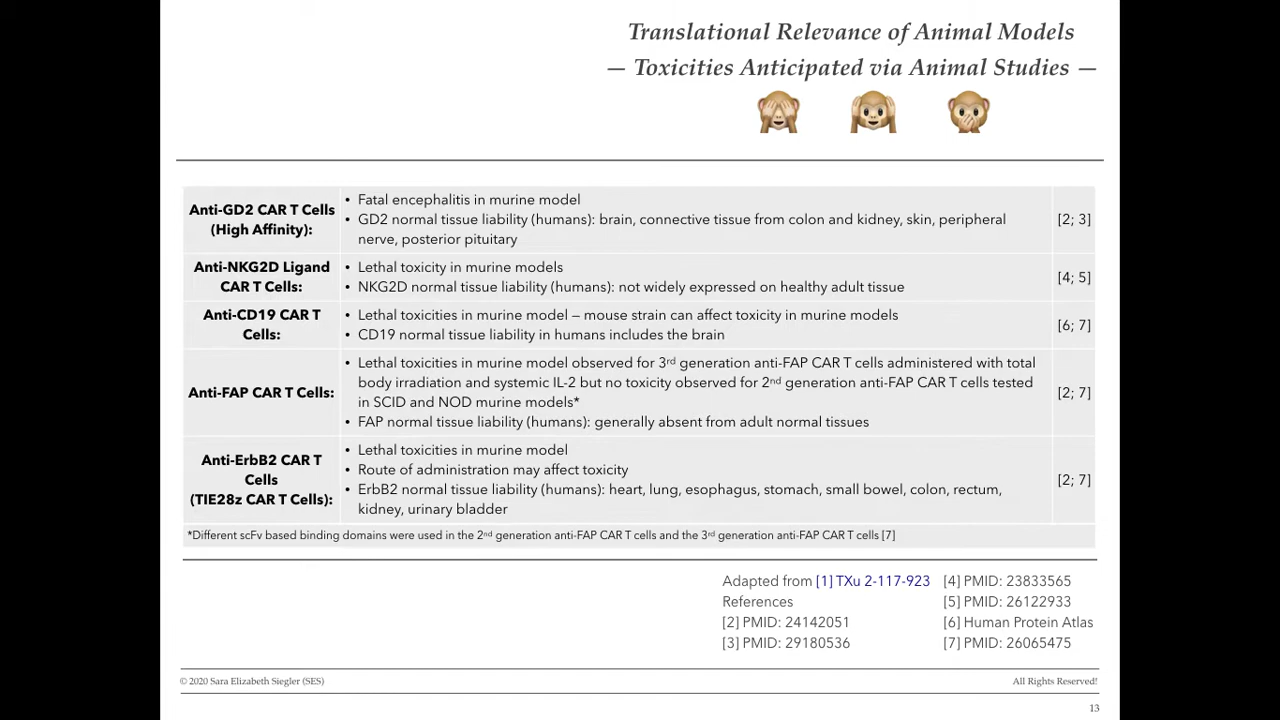 Translational Relevance of Animal Models
— Toxicities Anticipated via Animal Studies —
Anti-GD2 CAR T Cells
(High Affinity):
• Fatal encephalitis in murine model
• GD2 normal tissue liability (humans): brain, connective tissue from colon and kidney, skin, peripheral
nerve, posterior pituitary
[2; 3]
Anti-NKG2D Ligand
CAR T Cells:
• Lethal toxicity in murine models
• NKG2D normal tissue liability (humans): not widely expressed on healthy adult tissue
[4; 5]
Anti-CD19 CAR T
Cells:
• Lethal toxicities in murine model – mouse strain can affect toxicity in murine models
• CD19 normal tissue liability in humans includes the brain
[6; 7]
Anti-FAP CAR T Cells:
• Lethal toxicities in murine model observed for 3rd generation anti-FAP CAR T cells administered with total
body irradiation and systemic IL-2 but no toxicity observed for 2nd generation anti-FAP CAR T cells tested
in SCID and NOD murine models*
• FAP normal tissue liability (humans): generally absent from adult normal tissues
[2; 7]
Anti-ErbB2 CAR T
Cells
(TIE28z CAR T Cells):
• Lethal toxicities in murine model
• Route of administration may affect toxicity
• ErbB2 normal tissue liability (humans): heart, lung, esophagus, stomach, small bowel, colon, rectum,
kidney, urinary bladder
[2; 7]
*Different scFv based binding domains were used in the 2nd generation anti-FAP CAR T cells and the 3rd generation anti-FAP CAR T cells [7]
Adapted from [1] TXu 2-117-923
References
[2] PMID: 24142051
[3] PMID: 29180536
[4] PMID: 23833565
[5] PMID: 26122933
[6] Human Protein Atlas
[7] PMID: 26065475
© 2020 Sara Elizabeth Siegler (SES)
All Rights Reserved!
13